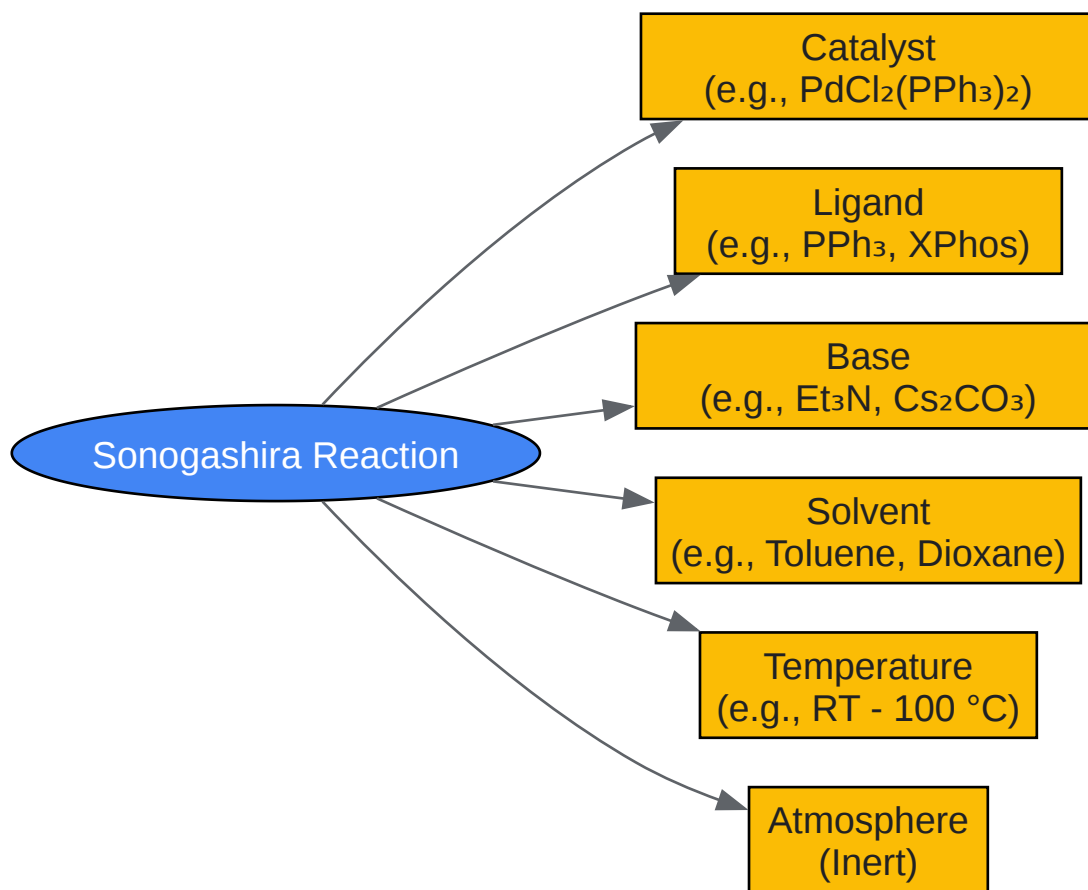 Catalyst
(e.g., PdCl₂(PPh₃)₂)
Ligand
(e.g., PPh₃, XPhos)
Base
(e.g., Et₃N, Cs₂CO₃)
Sonogashira Reaction
Solvent
(e.g., Toluene, Dioxane)
Temperature
(e.g., RT - 100 °C)
Atmosphere
(Inert)